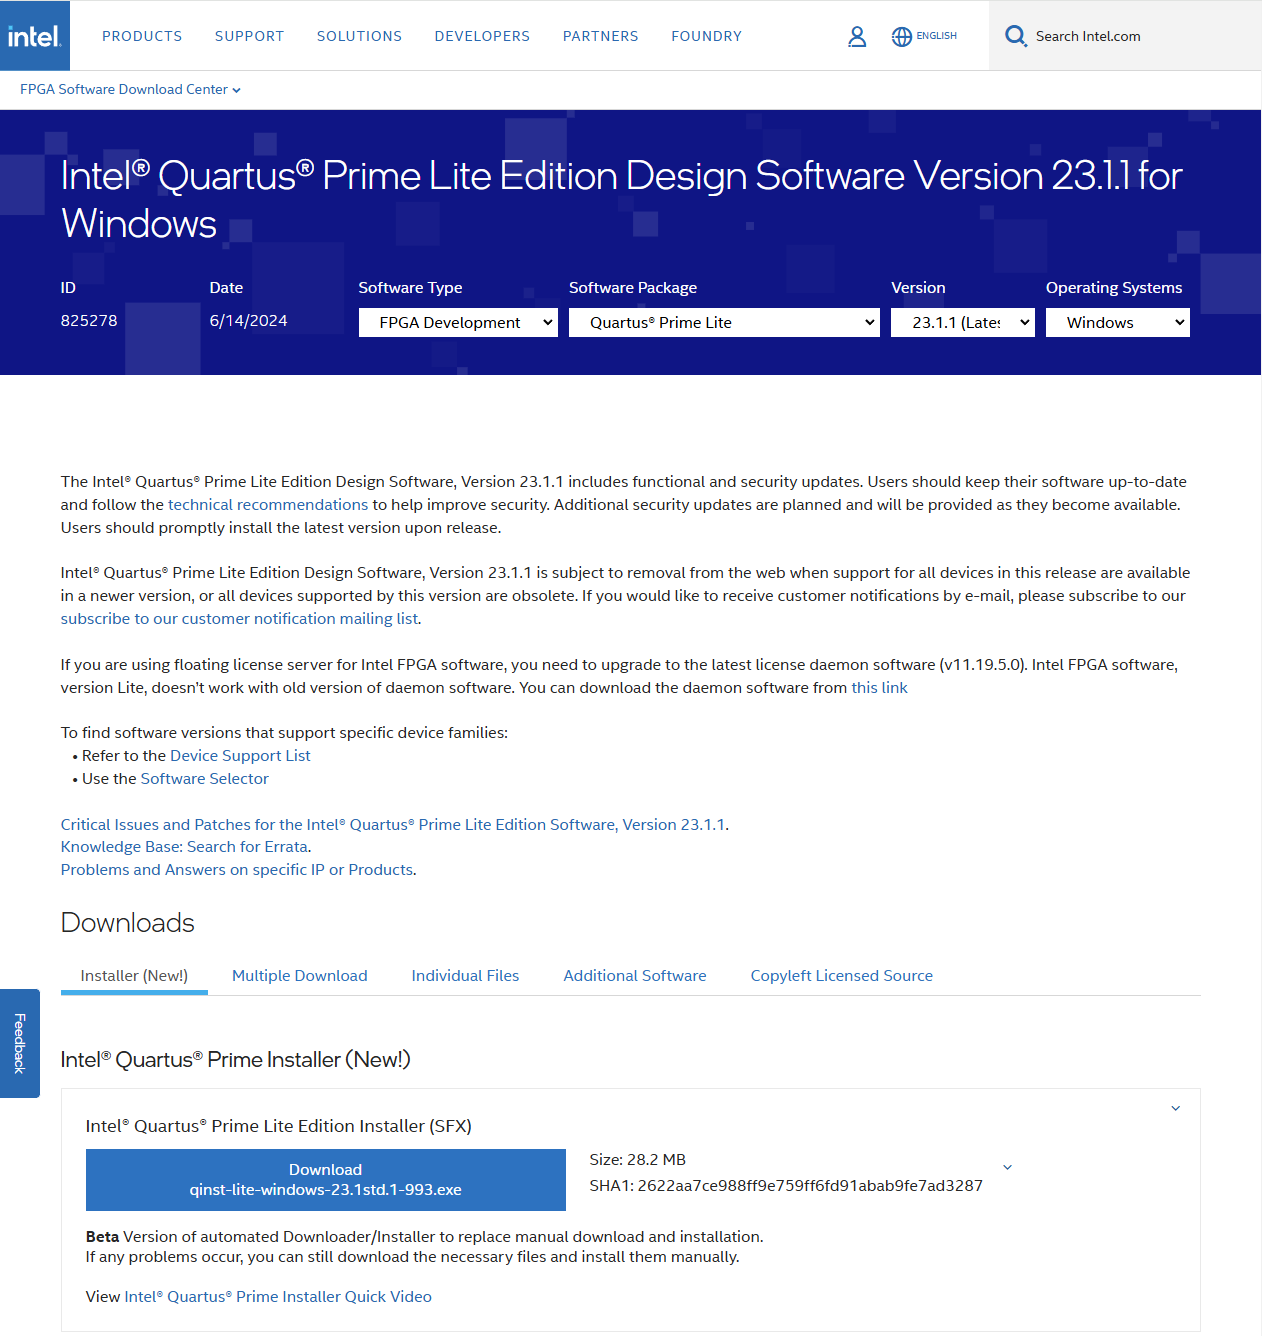 intel.
PRODUCTS SUPPORT SOLUTIONS DEVELOPERS PARTNERS FOUNDRY ENGLISH Search Intel.com
FPGA Software Download Center
Intel® Quartus® Prime Lite Edition Design Software Version 23.1.1 for
Windows
ID Date Software Type Software Package Version Operating Systems
825278 6/14/2024 FPGA Development Quartus® Prime Lite 23.1.1 (Late Windows
The Intel® Quartus® Prime Lite Edition Design Software, Version 23.1.1 includes functional and security updates. Users should keep their software up-to-date
and follow the technical recommendations to help improve security. Additional security updates are planned and will be provided as they become available.
Users should promptly install the latest version upon release.
Intel® Quartus® Prime Lite Edition Design Software, Version 23.1.1 is subject to removal from the web when support for all devices in this release are available
in a newer version, or all devices supported by this version are obsolete. If you would like to receive customer notifications by e-mail, please subscribe to our
subscribe to our customer notification mailing list.
If you are using floating license server for Intel FPGA software, you need to upgrade to the latest license daemon software (v11.19.5.0). Intel FPGA software,
version Lite, doesn't work with old version of daemon software. You can download the daemon software from this link
To find software versions that support specific device families:
• Refer to the Device Support List
• Use the Software Selector
Critical Issues and Patches for the Intel® Quartus® Prime Lite Edition Software, Version 23.1.1.
Knowledge Base: Search for Errata.
Problems and Answers on specific IP or Products.
Downloads
Installer (New!) Multiple Download Individual Files Additional Software Copyleft Licensed Source
Feedback
Intel® Quartus® Prime Installer (New!)
Intel® Quartus® Prime Lite Edition Installer (SFX)
Download
qinst-lite-windows-23.1std.1-993.exe
Size: 28.2 MB
SHA1: 2622aa7ce988ff9e759ff6fd91abab9fe7ad3287
Beta Version of automated Downloader/Installer to replace manual download and installation.
If any problems occur, you can still download the necessary files and install them manually.
View Intel® Quartus® Prime Installer Quick Video